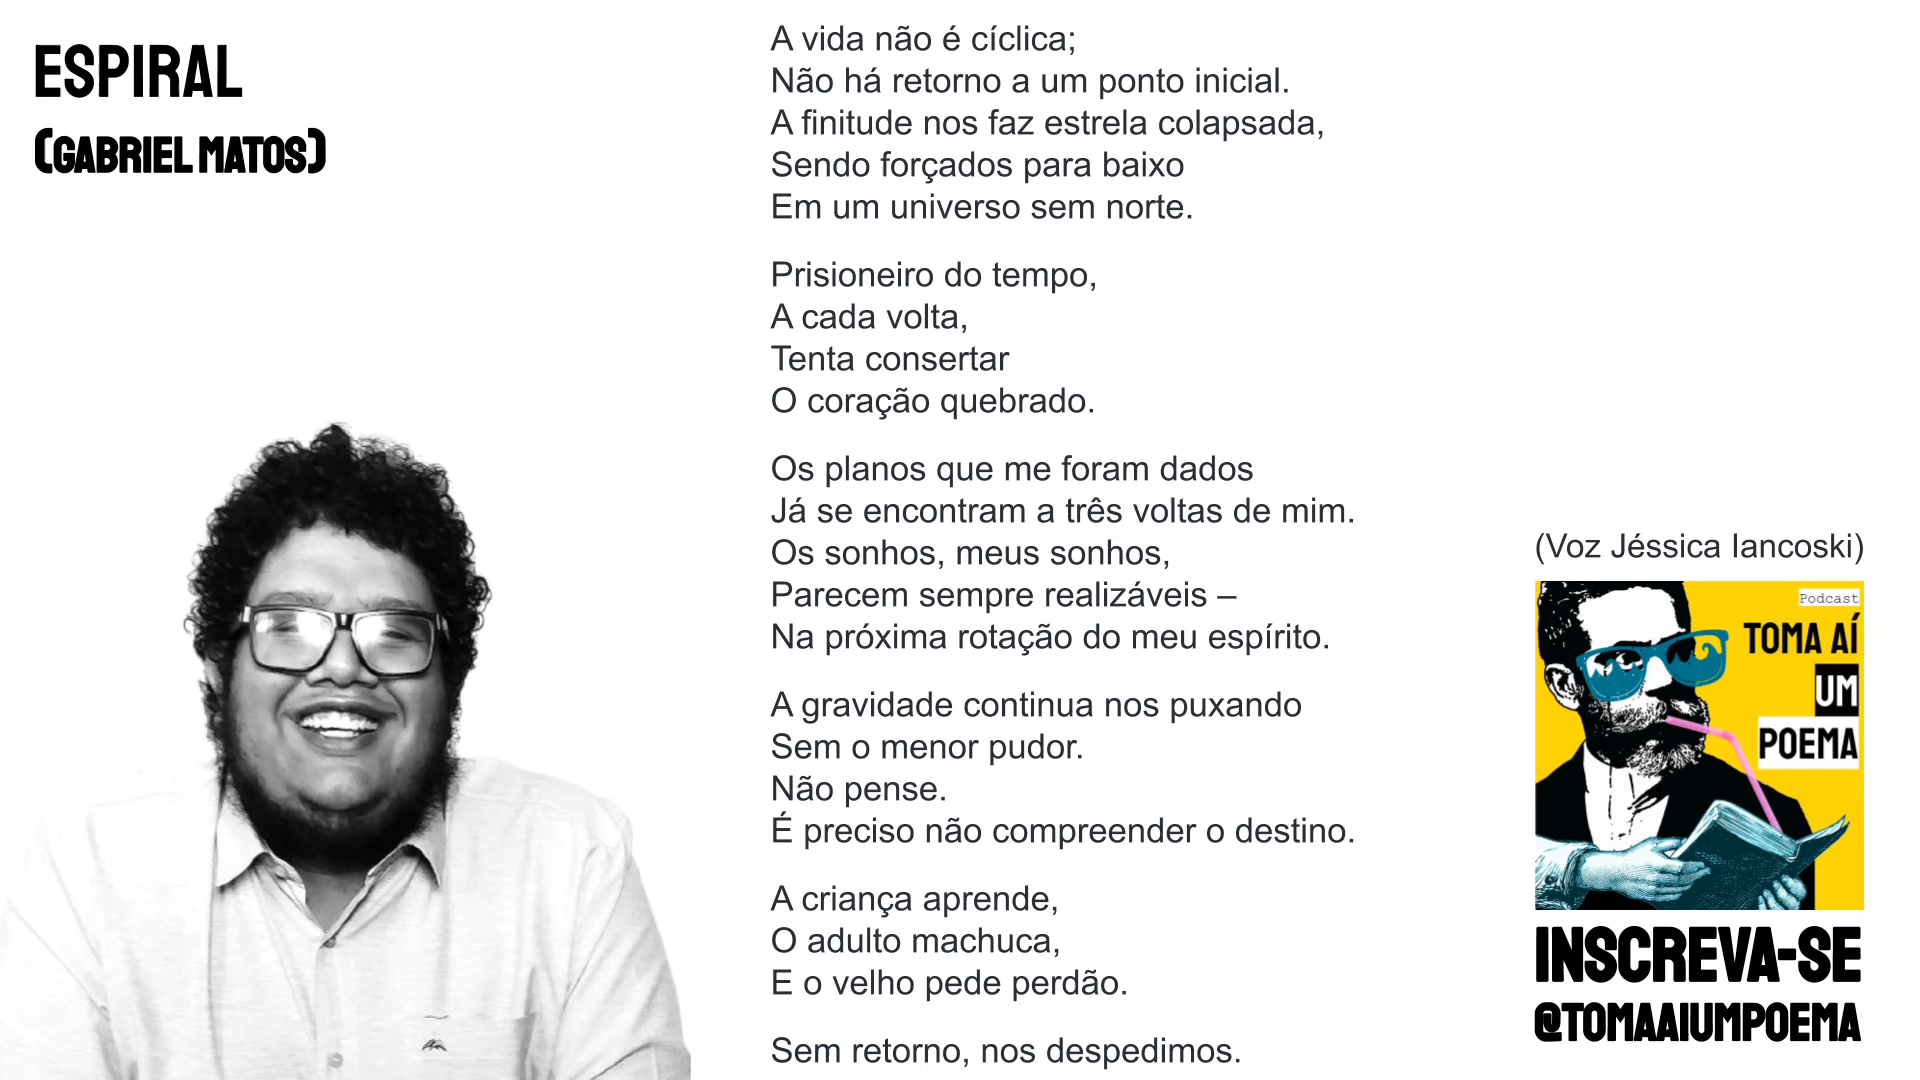 ESPIRAL
(GABRIEL MATOS)
A vida não é cíclica;
Não há retorno a um ponto inicial.
A finitude nos faz estrela colapsada,
Sendo forçados para baixo
Em um universo sem norte.
Prisioneiro do tempo,
A cada volta,
Tenta consertar
O coração quebrado.
Os planos que me foram dados
Já se encontram a três voltas de mim.
Os sonhos, meus sonhos,
Parecem sempre realizáveis –
Na próxima rotação do meu espírito.
A gravidade continua nos puxando
Sem o menor pudor.
Não pense.
É preciso não compreender o destino.
A criança aprende,
O adulto machuca,
E o velho pede perdão.
Sem retorno, nos despedimos.
(Voz Jéssica Iancoski)
Podcast
TOMA AÍ
UM
POEMA
INSCREVA-SE
@TOMAAIUMPOEMA